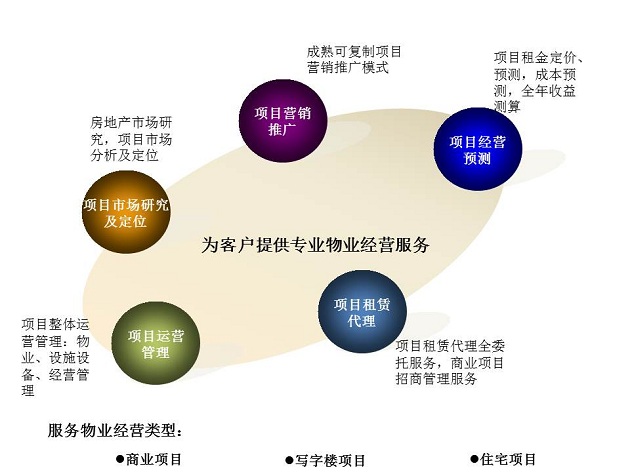 成熟可复制项目
营销推广模式
项目租金定价、
预测，成本预
测，全年收益
测算
项目营销
推广
项目经营
预测
房地产市场研
究，项目市场
分析及定位
项目市场研究
及定位
为客户提供专业物业经营服务
项目租赁
代理
项目整体运
营管理：物
业、设施设
备、经营管
理
项目运营
管理
项目租赁代理全委
托服务，商业项目
招商管理服务
服务物业经营类型：
●商业项目
●写字楼项目
●住宅项目